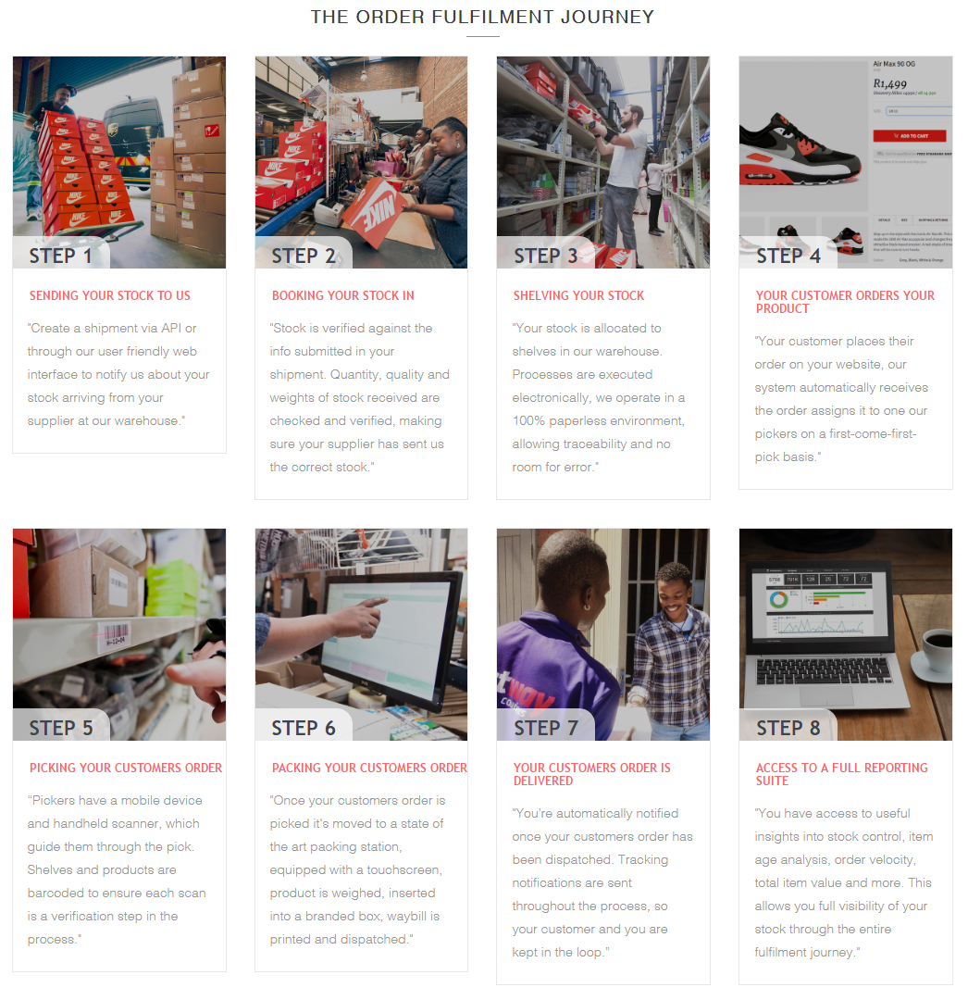 THE ORDER FULFILMENT JOURNEY
NIKE
STEP 1
SENDING YOUR STOCK TO US
"Create a shipment via API or
through our user friendly web
interface to notify us about your
stock arriving from your
supplier at our warehouse."
NIKE
NIKE
STEP 2
BOOKING YOUR STOCK IN
"Stock is verified against the
info submitted in your
shipment. Quantity, quality and
weights of stock received are
checked and verified, making
sure your supplier has sent us
the correct stock."
STEP 3
SHELVING YOUR STOCK
"Your stock is allocated to
shelves in our warehouse.
Processes are executed
electronically, we operate in a
100% paperless environment,
allowing traceability and no
room for error."
Air Max 90 OG
R1,499
ADD TO CART
DETAILS
SIZE
SHIPPING & RETURNS
STEP 4
YOUR CUSTOMER ORDERS YOUR
PRODUCT
"Your customer places their
order on your website, our
system automatically receives
the order assigns it to one our
pickers on a first-come-first-
pick basis."
H-12-04
STEP 5
PICKING YOUR CUSTOMERS ORDER
"Pickers have a mobile device
and handheld scanner, which
guide them through the pick.
Shelves and products are
barcoded to ensure each scan
is a verification step in the
process."
STEP 6
PACKING YOUR CUSTOMERS ORDER
"Once your customers order is
picked it's moved to a state of
the art packing station,
equipped with a touchscreen,
product is weighed, inserted
into a branded box, waybill is
printed and dispatched."
STEP 7
YOUR CUSTOMERS ORDER IS
DELIVERED
"You're automatically notified
once your customers order has
been dispatched. Tracking
notifications are sent
throughout the process, so
your customer and you are
kept in the loop."
STEP 8
ACCESS TO A FULL REPORTING
SUITE
"You have access to useful
insights into stock control, item
age analysis, order velocity,
total item value and more. This
allows you full visibility of your
stock through the entire
fulfilment journey."